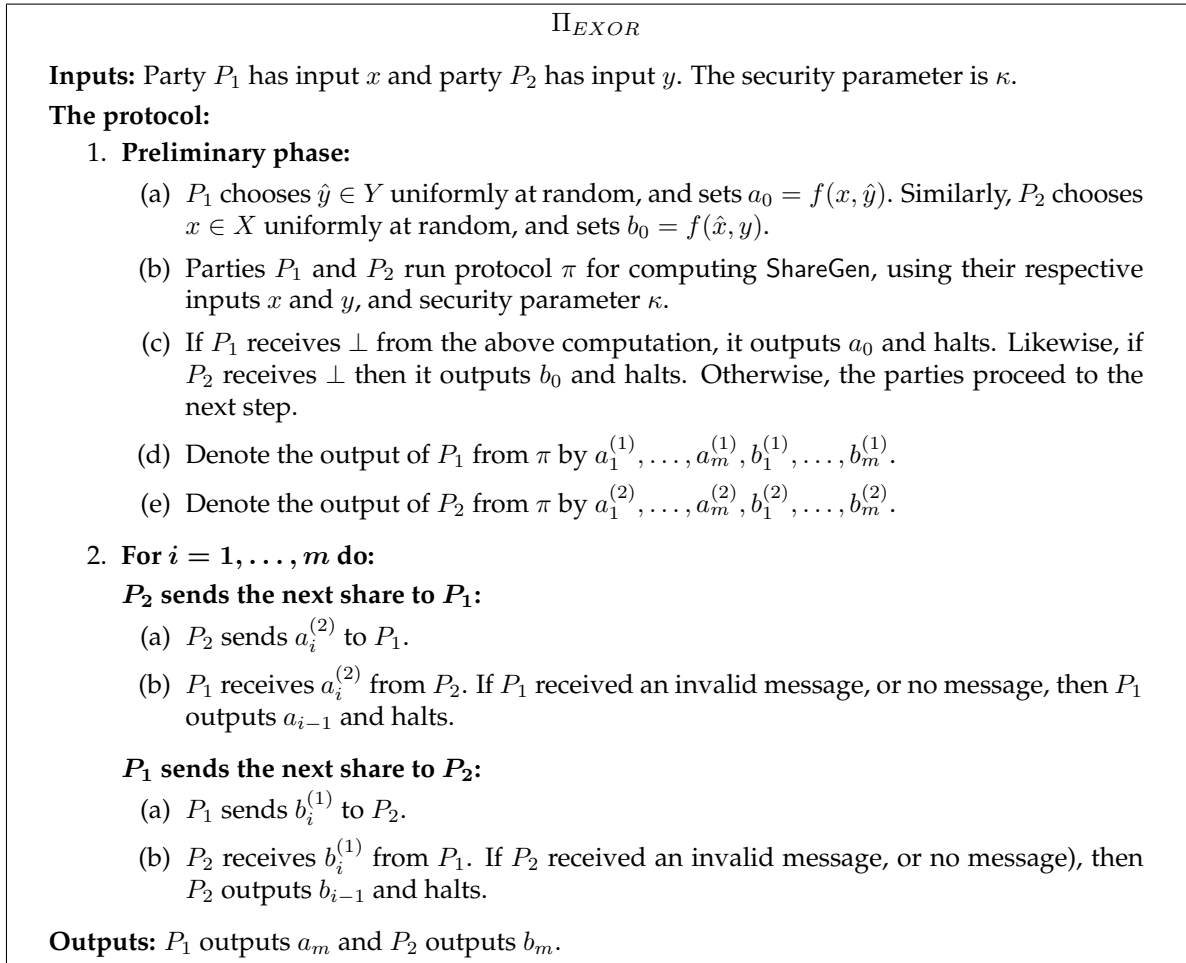 Π_{EXOR}
Inputs: Party P_1 has input x and party P_2 has input y. The security parameter is κ.
The protocol:
1. Preliminary phase:
(a) P_1 chooses ŷ ∈ Y uniformly at random, and sets a_0 = f(x, ŷ). Similarly, P_2 chooses
x ∈ X uniformly at random, and sets b_0 = f(x̂, y).
(b) Parties P_1 and P_2 run protocol π for computing ShareGen, using their respective
inputs x and y, and security parameter κ.
(c) If P_1 receives ⊥ from the above computation, it outputs a_0 and halts. Likewise, if
P_2 receives ⊥ then it outputs b_0 and halts. Otherwise, the parties proceed to the
next step.
(d) Denote the output of P_1 from π by a_1^{(1)}, . . . , a_m^{(1)}, b_1^{(1)}, . . . , b_m^{(1)}.
(e) Denote the output of P_2 from π by a_1^{(2)}, . . . , a_m^{(2)}, b_1^{(2)}, . . . , b_m^{(2)}.
2. For i = 1, . . . , m do:
P_2 sends the next share to P_1:
(a) P_2 sends a_i^{(2)} to P_1.
(b) P_1 receives a_i^{(2)} from P_2. If P_1 received an invalid message, or no message, then P_1
outputs a_{i−1} and halts.
P_1 sends the next share to P_2:
(a) P_1 sends b_i^{(1)} to P_2.
(b) P_2 receives b_i^{(1)} from P_1. If P_2 received an invalid message, or no message), then
P_2 outputs b_{i−1} and halts.
Outputs: P_1 outputs a_m and P_2 outputs b_m.